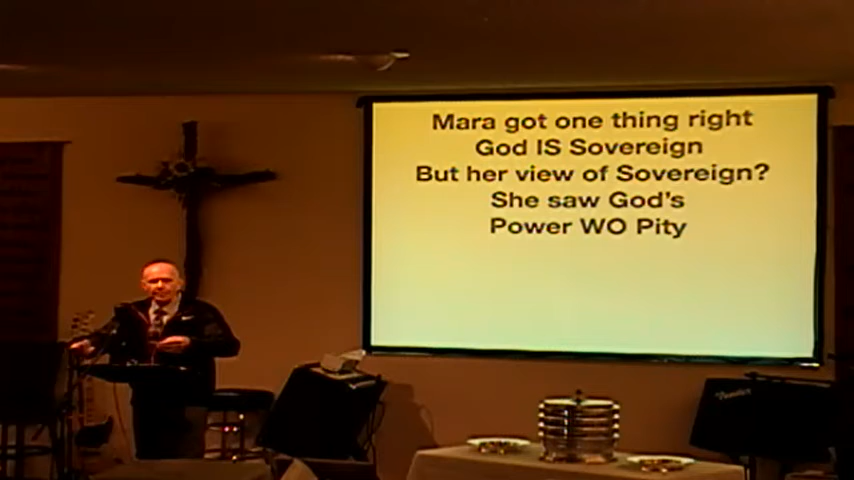 Mara got one thing right
God IS Sovereign
But her view of Sovereign?
She saw God's
Power WO Pity